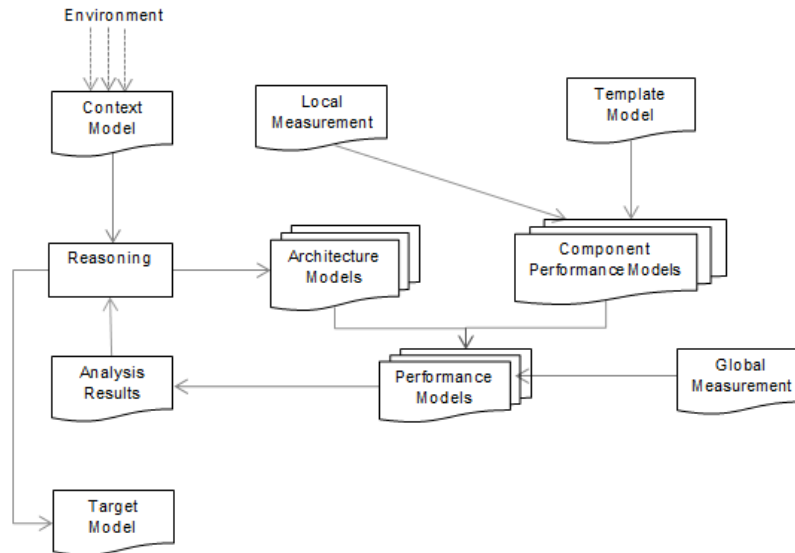 Environment
Context
Model
Local
Measurement
Template
Model
Reasoning
Architecture
Models
Component
Performance Models
Analysis
Results
Performance
Models
Global
Measurement
Target
Model